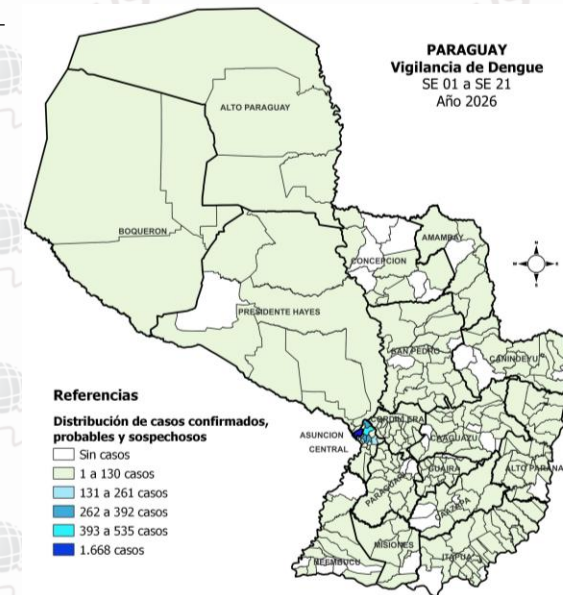 PARAGUAY
Vigilancia de Dengue
SE 01 a SE 21
Año 2026
ALTO PARAGUAY
BOQUERON
CONCEPCION
AMAMBAY
PRESIDENTE HAYES
SAN PEDRO
CANINDEYU
Referencias
Distribución de casos confirmados,
probables y sospechosos
Sin casos
1 a 130 casos
131 a 261 casos
262 a 392 casos
393 a 535 casos
1.668 casos
ASUNCION
CENTRAL
CORDILLERA
CAAGUAZU
GUAIRA
ALTO PARANA
PARAGUARI
CAAZAPA
MISIONES
ITAPUA
ÑEEMBUCU